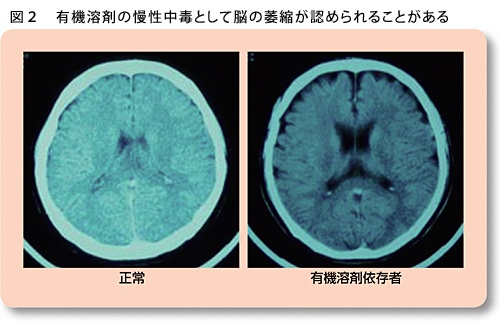 図2　有機溶剤の慢性中毒として脳の萎縮が認められることがある
正常
有機溶剤依存者